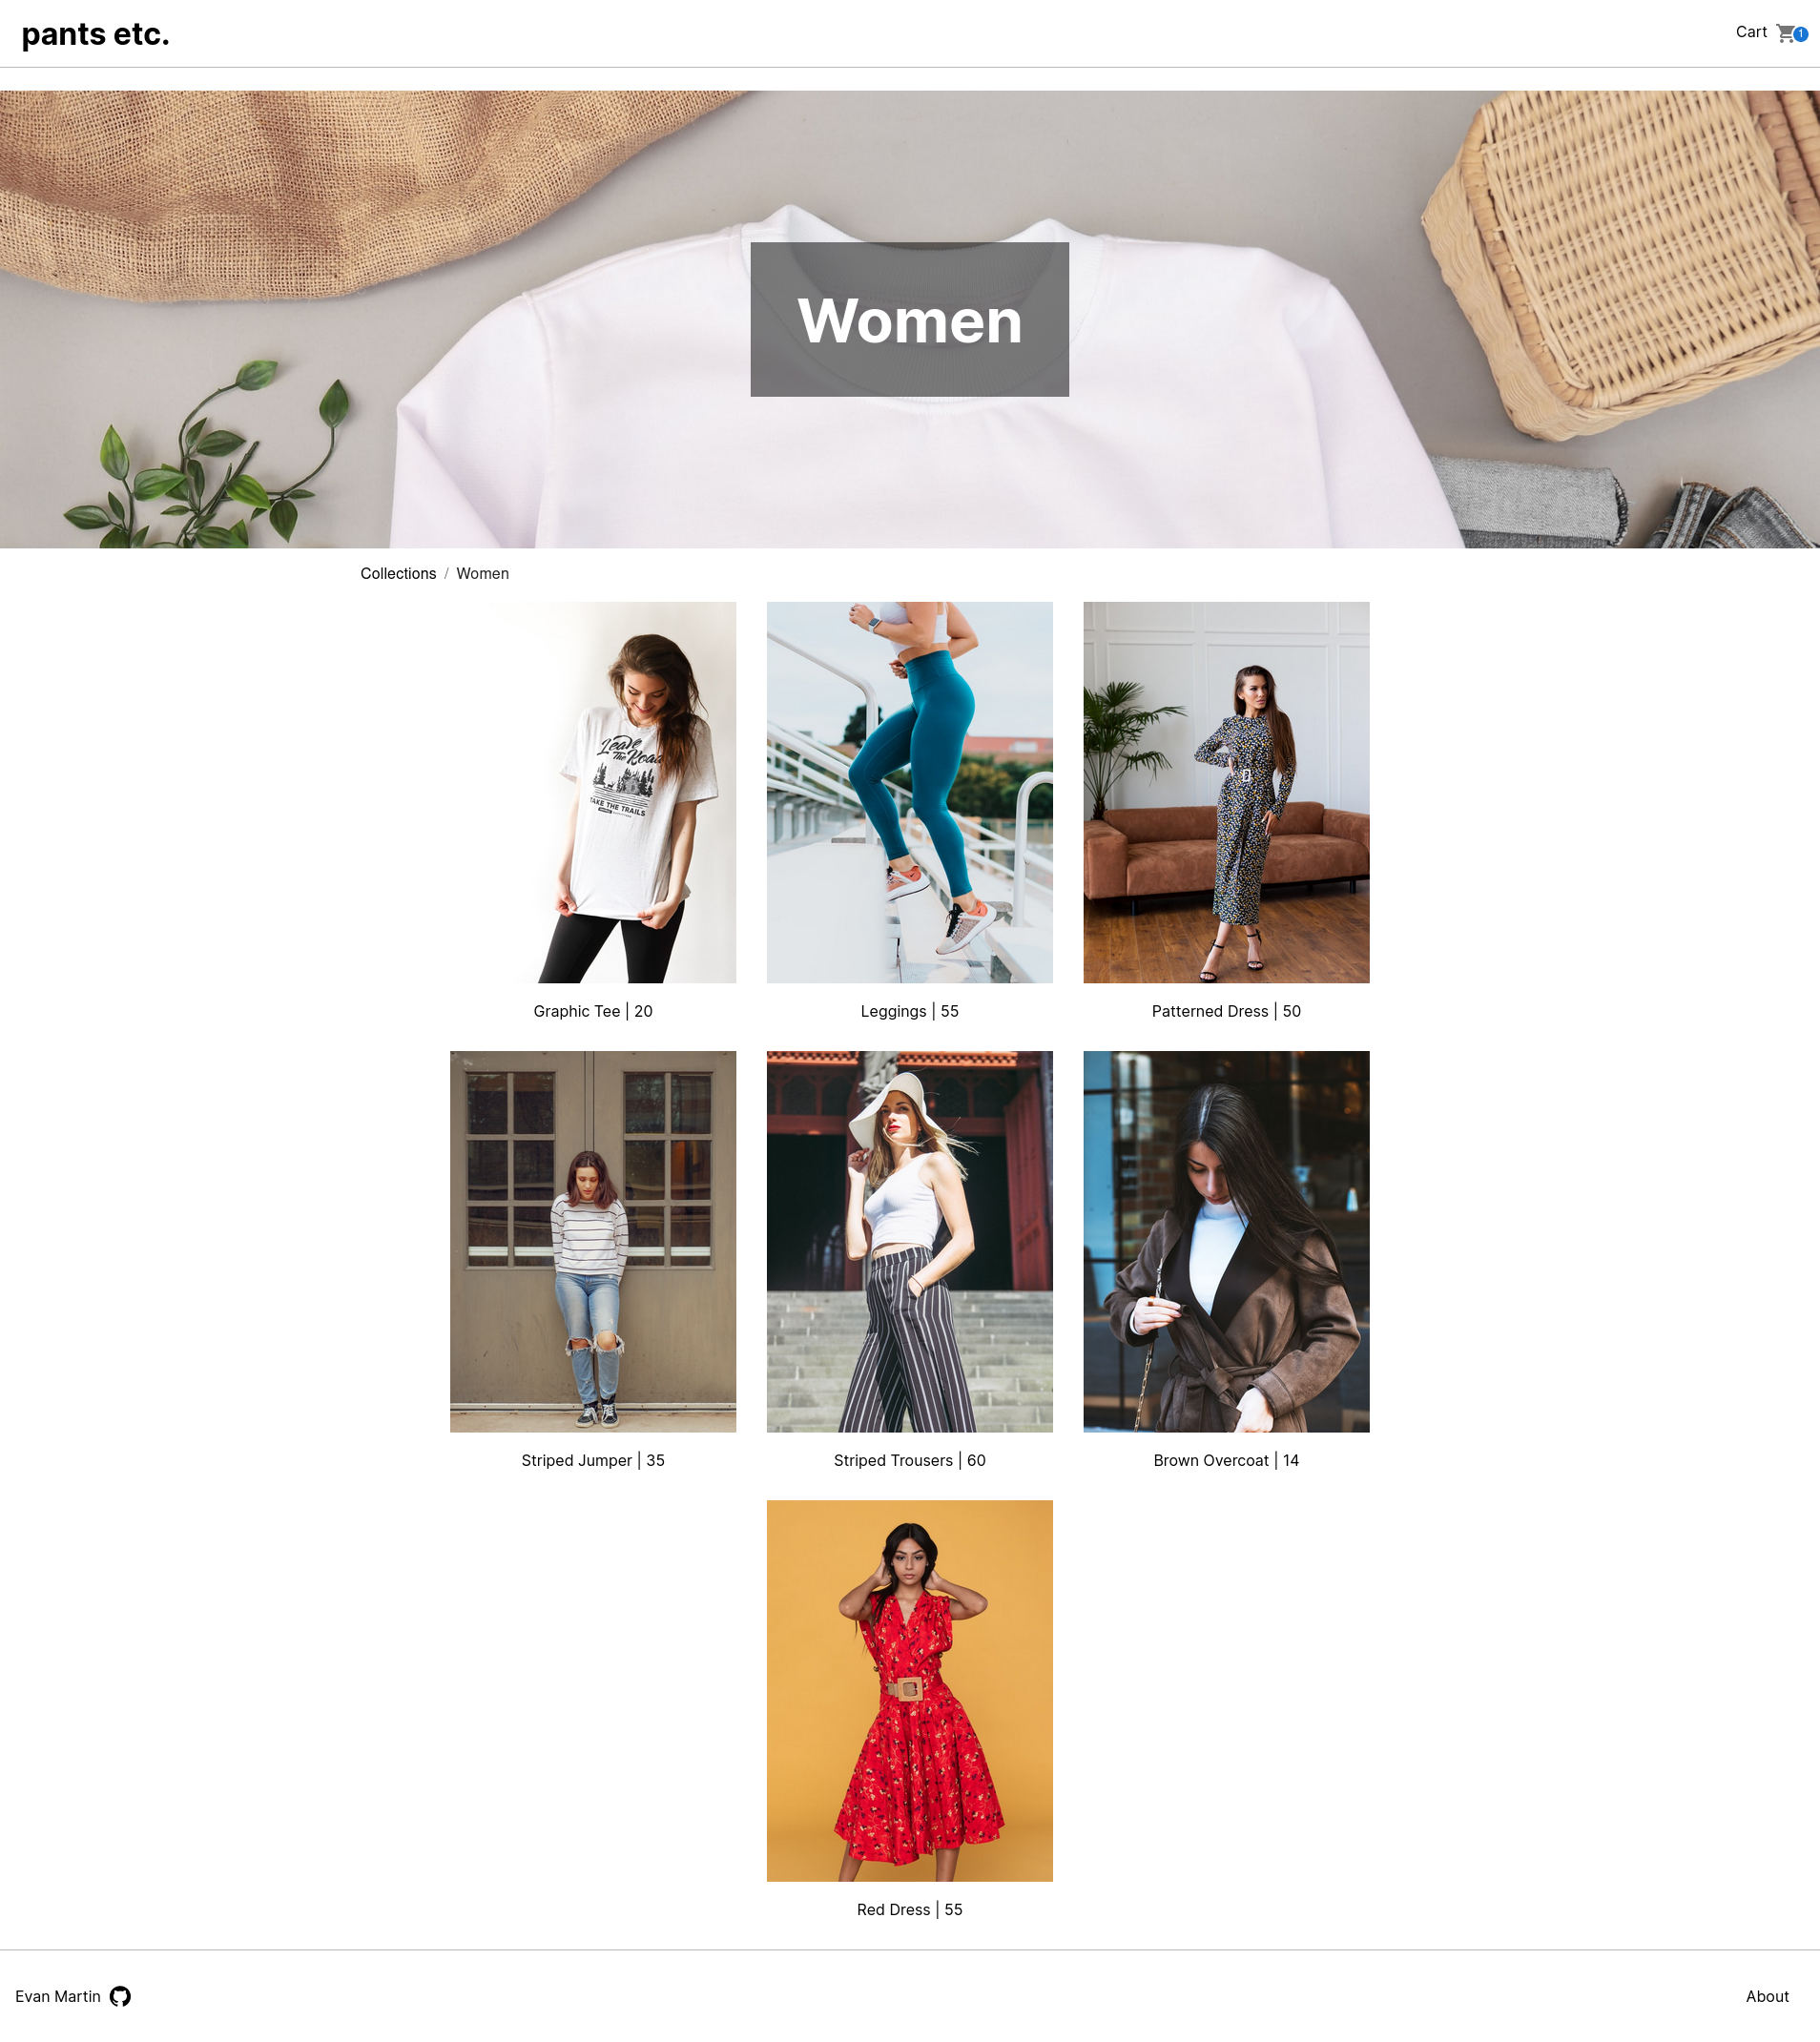 pants etc.
Cart 1
Women
Collections / Women
Leave
The Road
TAKE THE TRAILS
Graphic Tee | 20
Leggings | 55
Patterned Dress | 50
Striped Jumper | 35
Striped Trousers | 60
Brown Overcoat | 14
Red Dress | 55
Evan Martin
About